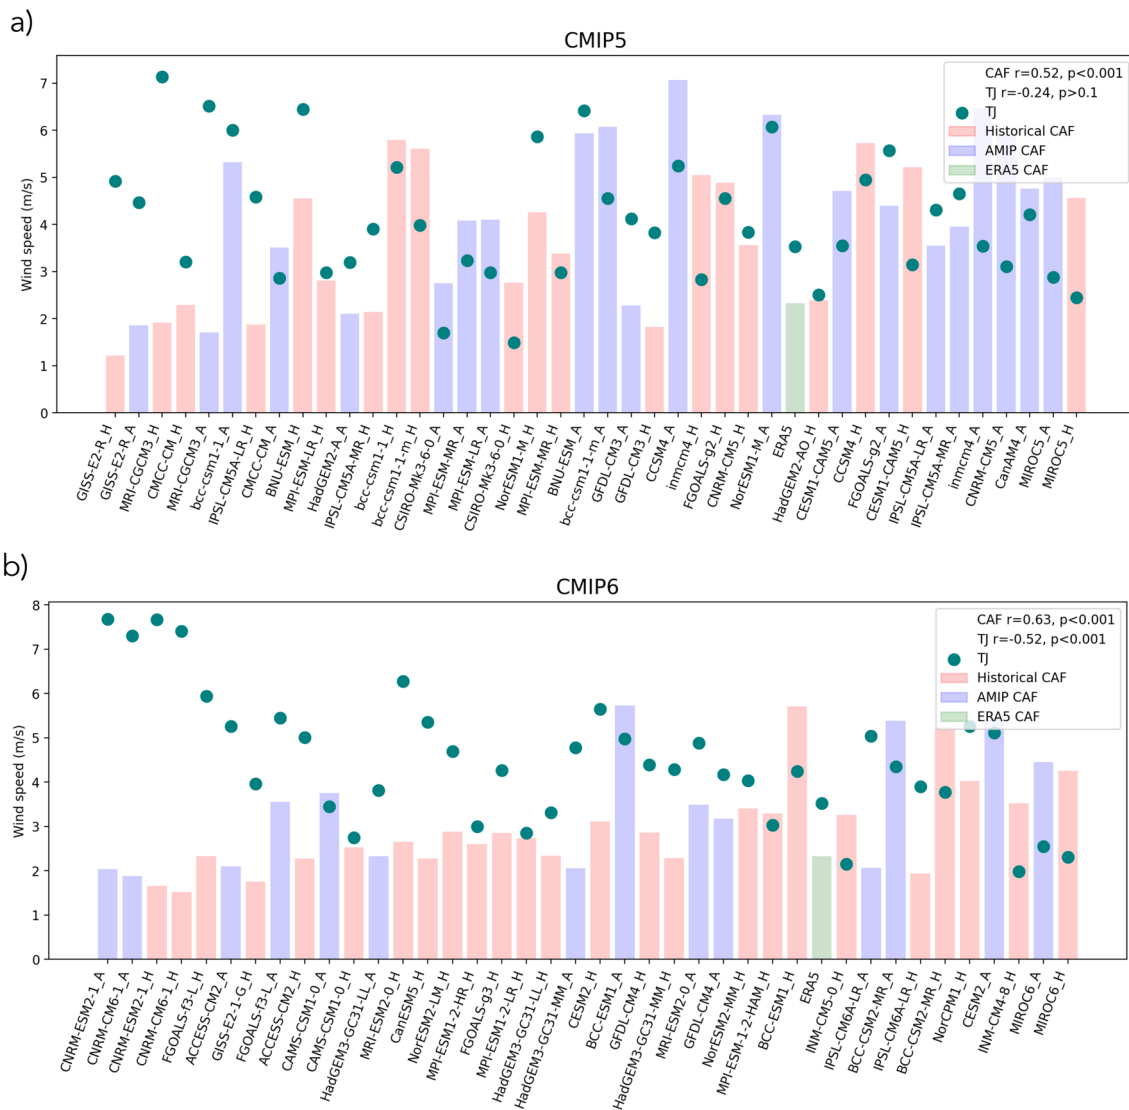 a)
CMIP5
Wind speed (m/s)
7
6
5
4
3
2
1
0
CAF r=0.52, p<0.001
TJ r=-0.24, p>0.1
TJ
Historical CAF
AMIP CAF
ERA5 CAF
GISS-E2-R_H
GISS-E2-R_A
MRI-CGCM3_H
CMCC-CM_H
MRI-CGCM3_A
bcc-csm1-1_A
IPSL-CM5A-LR_H
CMCC-CM_A
BNU-ESM_H
MPI-ESM-LR_H
HadGEM2-A_A
IPSL-CM5A-MR_H
bcc-csm1-1_H
bcc-csm1-1-m_H
CSIRO-Mk3-6-0_A
MPI-ESM-MR_A
MPI-ESM-LR_A
CSIRO-Mk3-6-0_H
NorESM1-M_H
MPI-ESM-MR_H
BNU-ESM_A
bcc-csm1-1-m_A
GFDL-CM3_A
GFDL-CM3_H
CCSM4_A
inmcm4_H
FGOALS-g2_H
CNRM-CM5_H
NorESM1-M_A
ERA5
HadGEM2-AO_H
CESM1-CAM5_A
CCSM4_H
FGOALS-g2_A
CESM1-CAM5_H
IPSL-CM5A-LR_A
IPSL-CM5A-MR_A
inmcm4_A
CNRM-CM5_A
CanAM4_A
MIROC5_A
MIROC5_H
b)
CMIP6
Wind speed (m/s)
8
7
6
5
4
3
2
1
0
CAF r=0.63, p<0.001
TJ r=-0.52, p<0.001
TJ
Historical CAF
AMIP CAF
ERA5 CAF
CNRM-ESM2-1_A
CNRM-CM6-1_A
CNRM-ESM2-1_H
CNRM-CM6-1_H
FGOALS-f3-L_H
ACCESS-CM2_A
GISS-E2-1-G_H
FGOALS-f3-L_A
ACCESS-CM2_H
CAMS-CSM1-0_A
CAMS-CSM1-0_H
HadGEM3-GC31-LL_A
MRI-ESM2-0_H
CanESM5_H
NorESM2-LM_H
MPI-ESM1-2-HR_H
FGOALS-g3_H
MPI-ESM1-2-LR_H
HadGEM3-GC31-LL_H
HadGEM3-GC31-MM_A
CESM2_H
BCC-ESM1_A
GFDL-CM4_H
HadGEM3-GC31-MM_H
MRI-ESM2-0_A
GFDL-CM4_A
NorESM2-MM_H
MPI-ESM-1-2-HAM_H
BCC-ESM1_H
ERA5
INM-CM5-0_H
IPSL-CM6A-LR_A
BCC-CSM2-MR_A
IPSL-CM6A-LR_H
BCC-CSM2-MR_H
NorCPM1_H
CESM2_A
INM-CM4-8_H
MIROC6_A
MIROC6_H